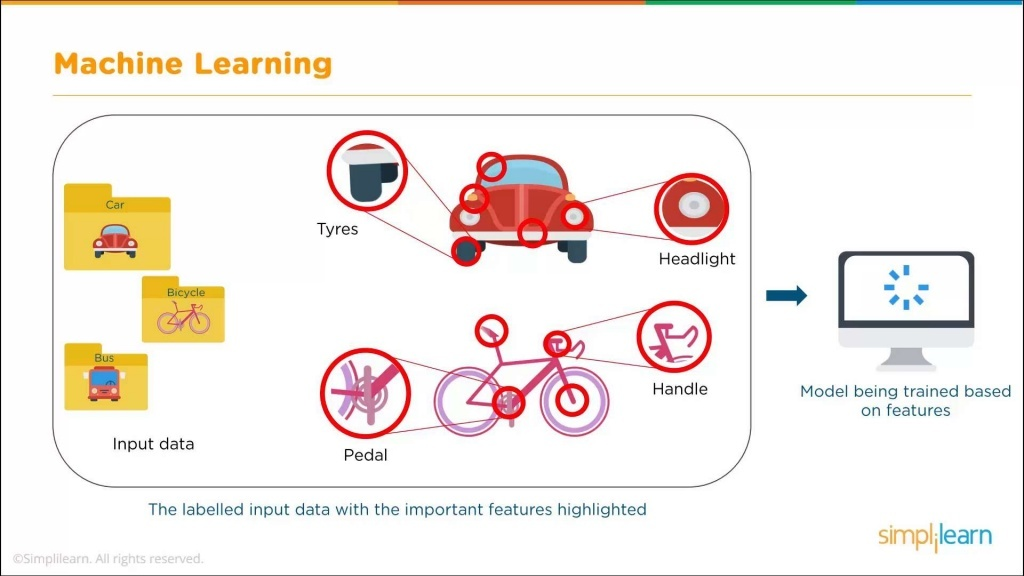 Machine Learning
Car
Bicycle
Bus
Input data
Tyres
Headlight
Handle
Pedal
Model being trained based
on features
The labelled input data with the important features highlighted
simplilearn
©Simplilearn. All rights reserved.